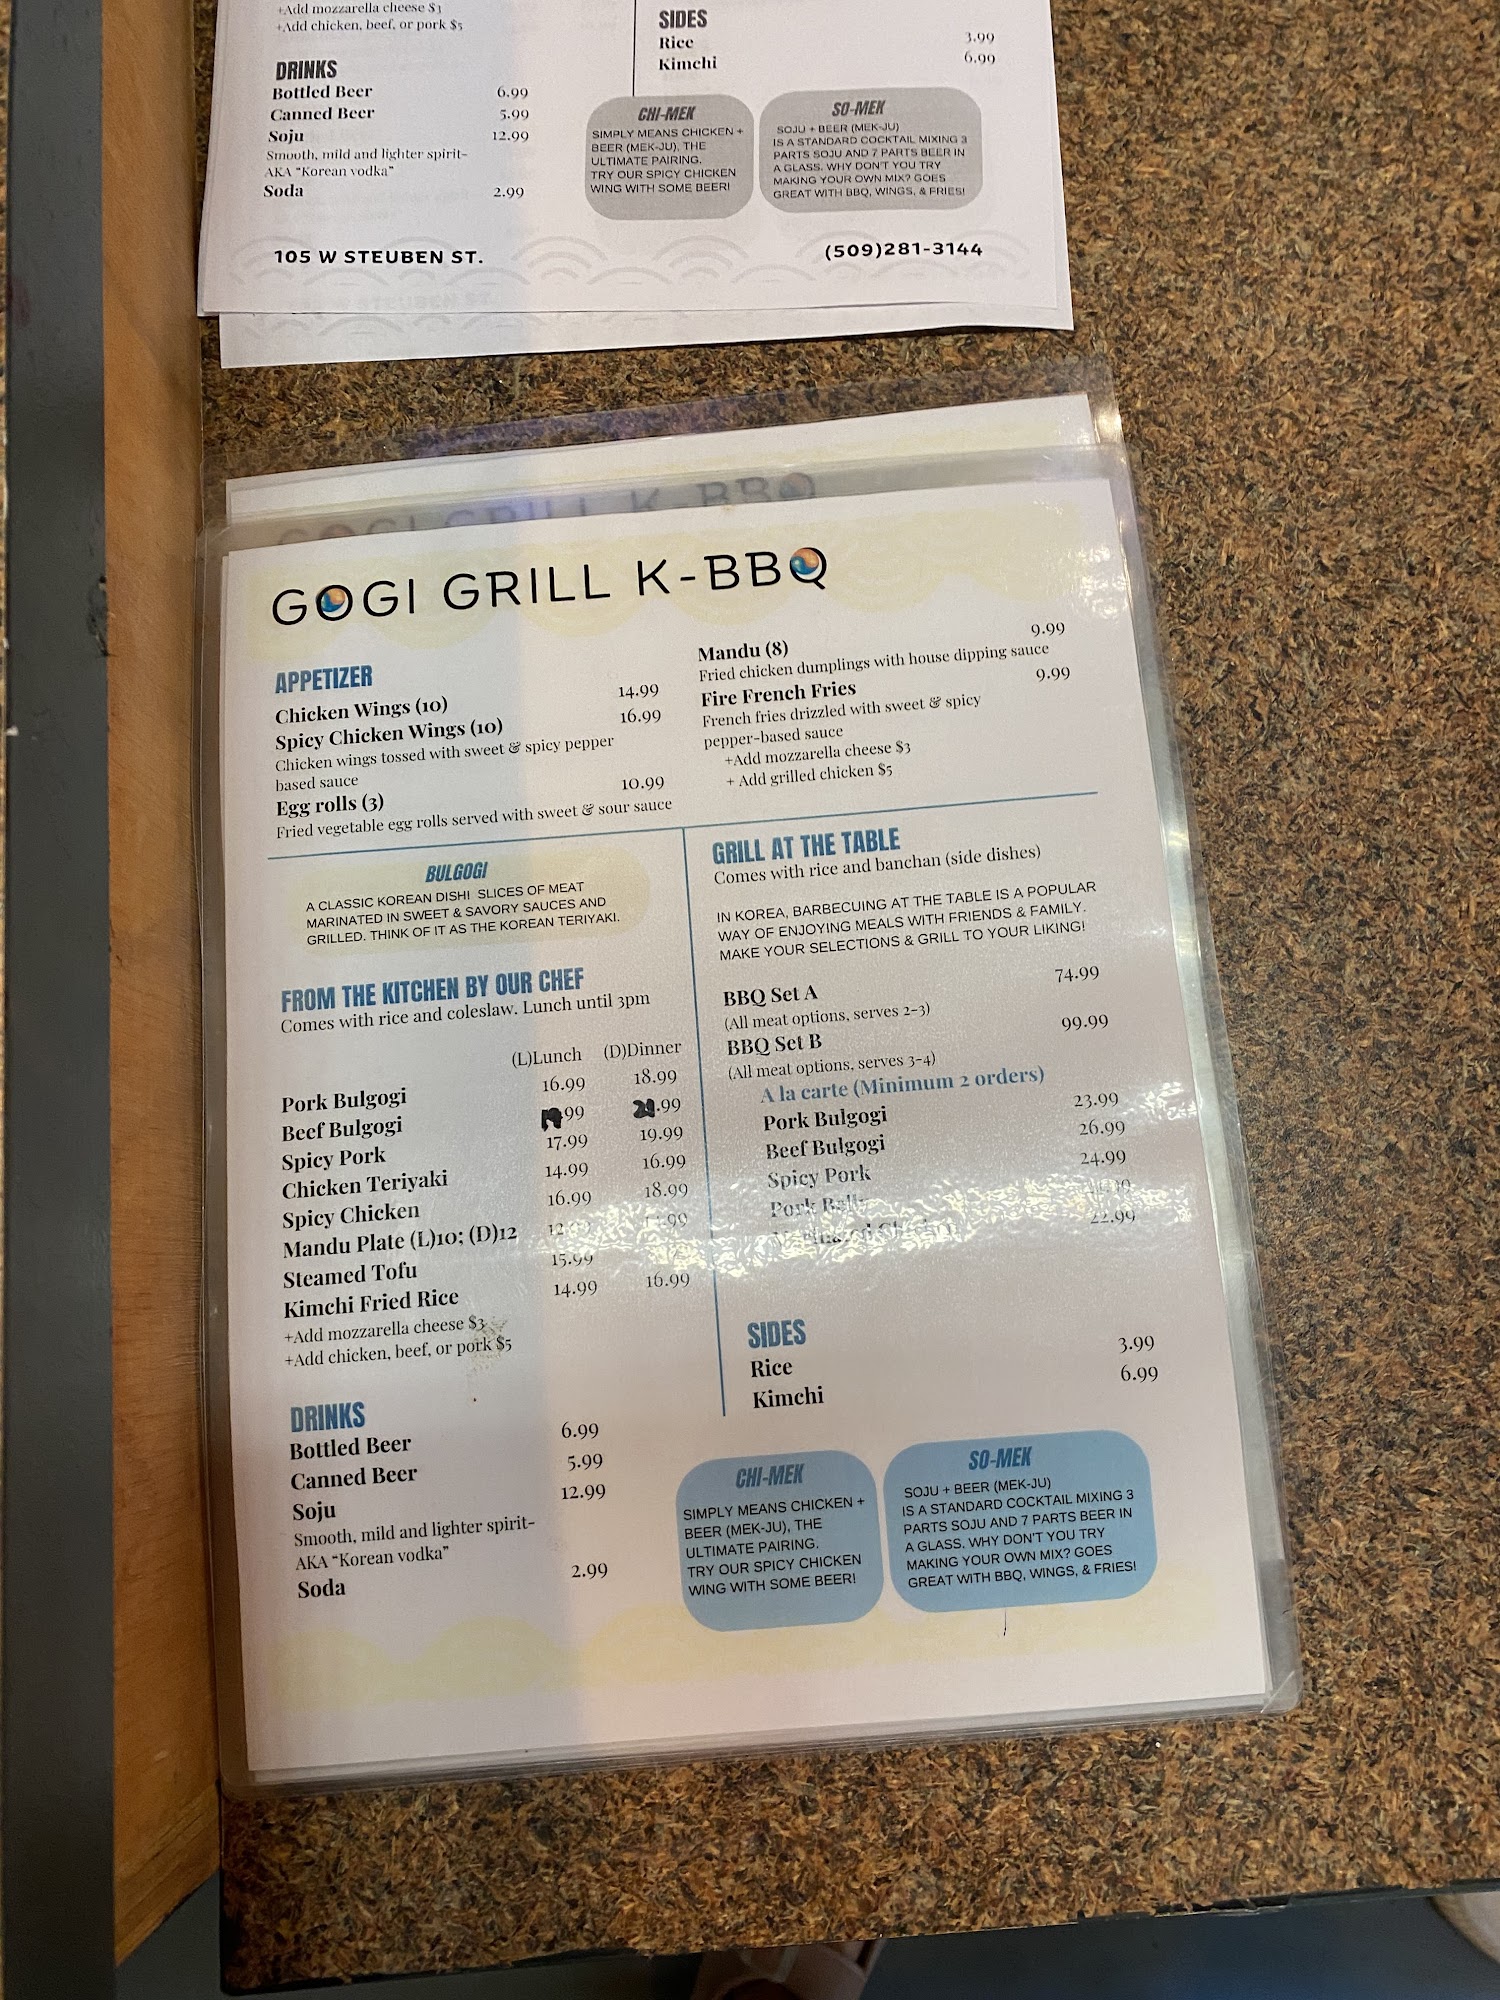 +Add mozzarella cheese $3
+Add chicken, beef, or pork $5
DRINKS
Bottled Beer 6.99
Canned Beer 5.99
Soju 12.99
Smooth, mild and lighter spirit-
AKA "Korean vodka"
Soda 2.99
SIDES
Rice 3.99
Kimchi 6.99
CHI-MEK
SIMPLY MEANS CHICKEN +
BEER (MEK-JU), THE
ULTIMATE PAIRING.
TRY OUR SPICY CHICKEN
WING WITH SOME BEER!
SO-MEK
SOJU + BEER (MEK-JU)
IS A STANDARD COCKTAIL MIXING 3
PARTS SOJU AND 7 PARTS BEER IN
A GLASS. WHY DON'T YOU TRY
MAKING YOUR OWN MIX? GOES
GREAT WITH BBQ, WINGS, & FRIES!
105 W STEUBEN ST.
(509)281-3144
GOGI GRILL K-BBQ
GOGI GRILL K-BBQ
APPETIZER
Chicken Wings (10) 14.99
Spicy Chicken Wings (10) 16.99
Chicken wings tossed with sweet & spicy pepper
based sauce
Egg rolls (3) 10.99
Fried vegetable egg rolls served with sweet & sour sauce
Mandu (8) 9.99
Fried chicken dumplings with house dipping sauce
Fire French Fries 9.99
French fries drizzled with sweet & spicy
pepper-based sauce
+Add mozzarella cheese $3
+ Add grilled chicken $5
BULGOGI
A CLASSIC KOREAN DISH! SLICES OF MEAT
MARINATED IN SWEET & SAVORY SAUCES AND
GRILLED. THINK OF IT AS THE KOREAN TERIYAKI.
FROM THE KITCHEN BY OUR CHEF
Comes with rice and coleslaw. Lunch until 3pm
(L)Lunch (D)Dinner
Pork Bulgogi 16.99 18.99
Beef Bulgogi .99 .99
Spicy Pork 17.99 19.99
Chicken Teriyaki 14.99 16.99
Spicy Chicken 16.99 18.99
Mandu Plate (L)10; (D)12
Steamed Tofu 15.99
Kimchi Fried Rice 14.99 16.99
+Add mozzarella cheese $3
+Add chicken, beef, or pork $5
DRINKS
Bottled Beer 6.99
Canned Beer 5.99
Soju 12.99
Smooth, mild and lighter spirit-
AKA "Korean vodka"
Soda 2.99
GRILL AT THE TABLE
Comes with rice and banchan (side dishes)
IN KOREA, BARBECUING AT THE TABLE IS A POPULAR
WAY OF ENJOYING MEALS WITH FRIENDS & FAMILY.
MAKE YOUR SELECTIONS & GRILL TO YOUR LIKING!
BBQ Set A 74.99
(All meat options, serves 2-3)
BBQ Set B 99.99
(All meat options, serves 3-4)
A la carte (Minimum 2 orders)
Pork Bulgogi 23.99
Beef Bulgogi 26.99
Spicy Pork 24.99
Pork Belly
22.99
SIDES
Rice 3.99
Kimchi 6.99
CHI-MEK
SIMPLY MEANS CHICKEN +
BEER (MEK-JU), THE
ULTIMATE PAIRING.
TRY OUR SPICY CHICKEN
WING WITH SOME BEER!
SO-MEK
SOJU + BEER (MEK-JU)
IS A STANDARD COCKTAIL MIXING 3
PARTS SOJU AND 7 PARTS BEER IN
A GLASS. WHY DON'T YOU TRY
MAKING YOUR OWN MIX? GOES
GREAT WITH BBQ, WINGS, & FRIES!